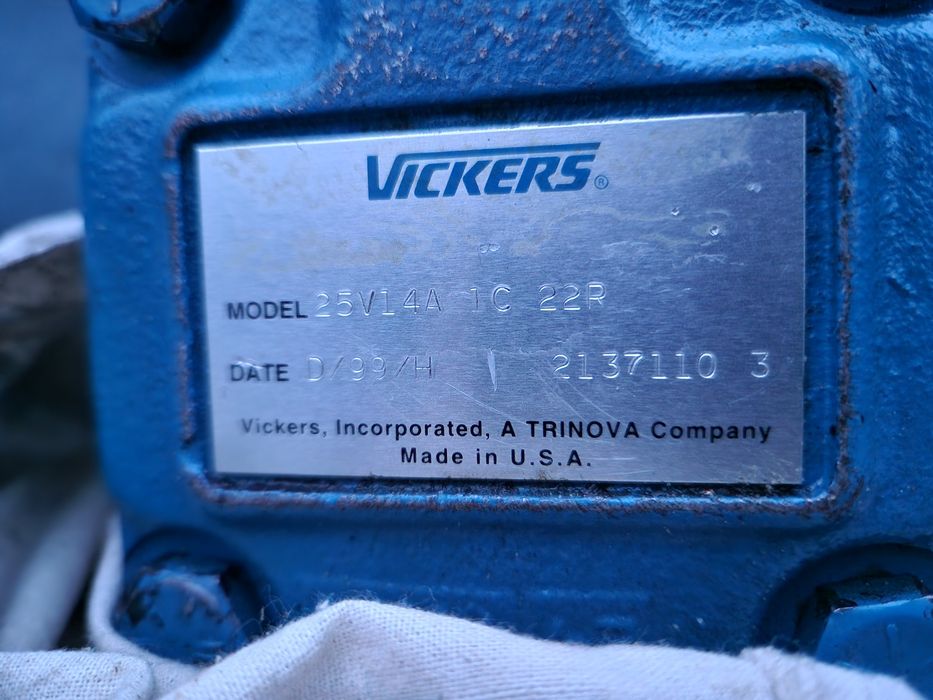 VICKERS®
MODEL 25V14A 1C 22R
DATE D/99/H 2137110 3
Vickers, Incorporated, A TRINOVA Company
Made in U.S.A.